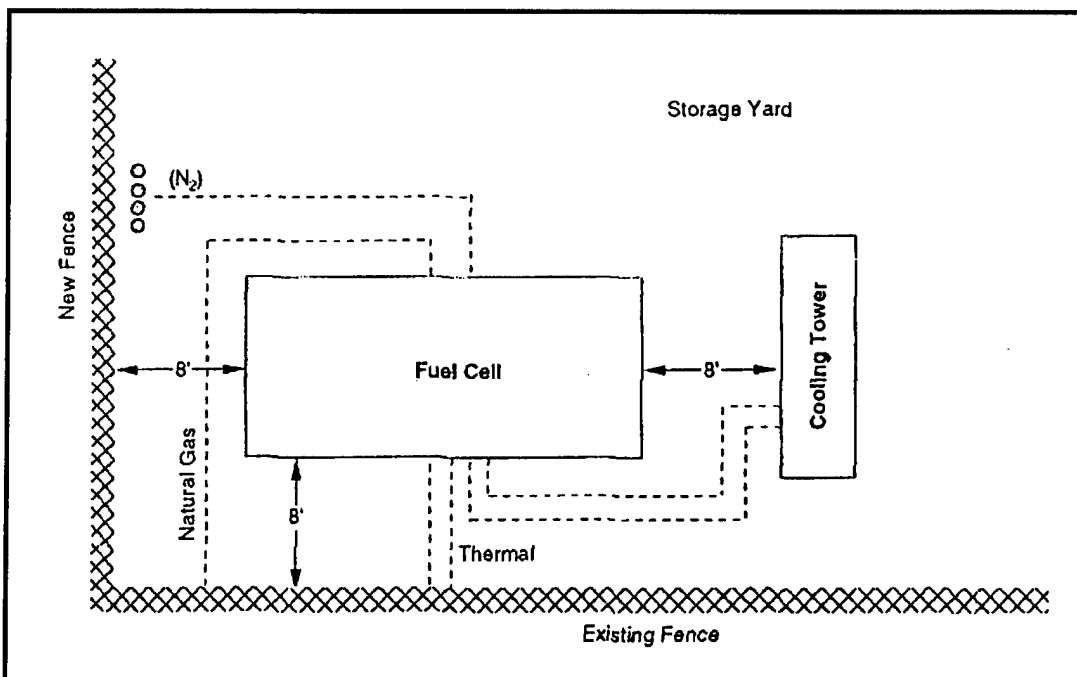 Storage Yard
(N₂)
New Fence
8'
Fuel Cell
8'
Cooling Tower
Natural Gas
8'
Thermal
Existing Fence